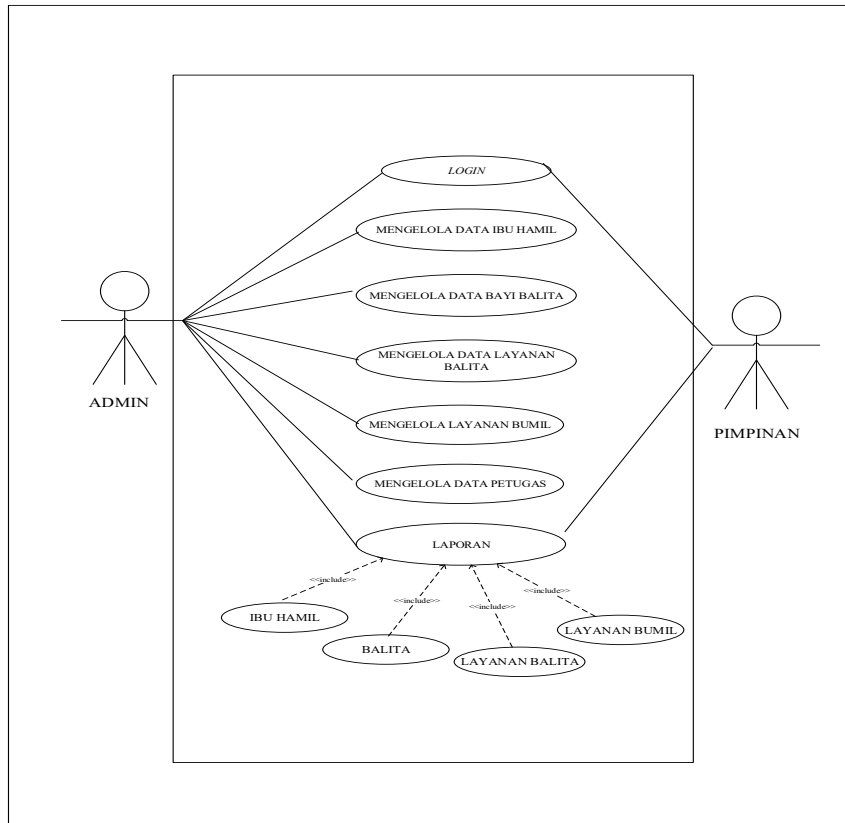 LOGIN
MENGELOLA DATA IBU HAMIL
MENGELOLA DATA BAYI BALITA
MENGELOLA DATA LAYANAN
BALITA
ADMIN
MENGELOLA LAYANAN BUMIL
PIMPINAN
MENGELOLA DATA PETUGAS
LAPORAN
<<include>>
<<include>>
<<include>>
<<include>>
IBU HAMIL
BALITA
LAYANAN BALITA
LAYANAN BUMIL